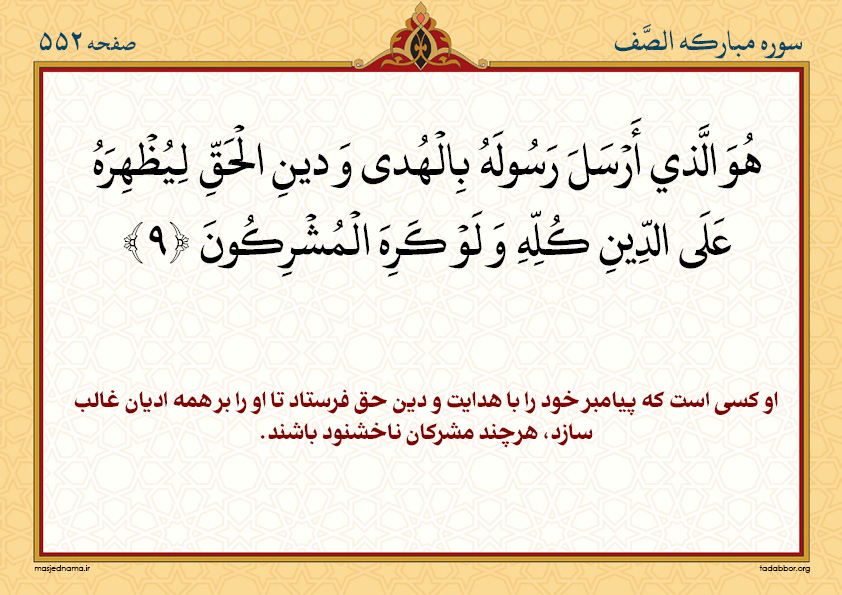 سوره مبارکه الصَّف
صفحه ۵۵۲
هُوَ الَّذي أَرۡسَلَ رَسُولَهُ بِالۡهُدى وَ دينِ الۡحَقِّ لِيُظۡهِرَهُ
عَلَى الدِّينِ كُلِّهِ وَ لَوۡ كَرِهَ الۡمُشۡرِكُونَ ﴿۹﴾
او کسی است که پیامبر خود را با هدایت و دین حق فرستاد تا او را بر همه ادیان غالب
سازد، هرچند مشرکان ناخشنود باشند.
masjednama.ir
tadabbor.org